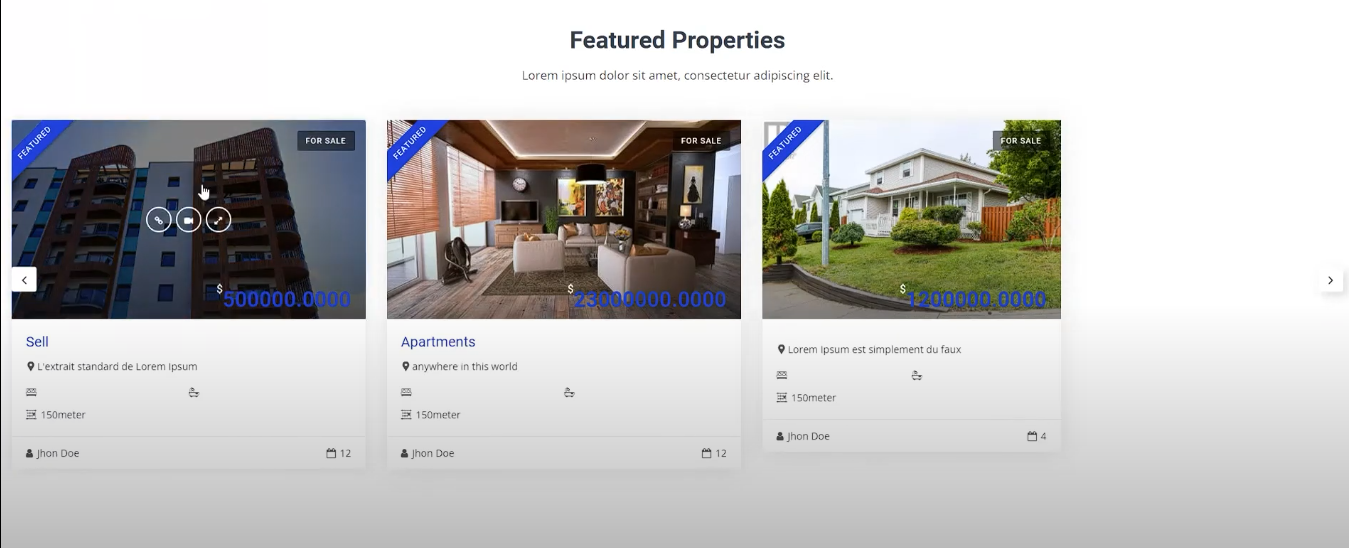 Featured Properties
Lorem ipsum dolor sit amet, consectetur adipiscing elit.
FEATURED
FOR SALE
$500000.0000
Sell
L'extrait standard de Lorem Ipsum
150meter
Jhon Doe
12
FEATURED
FOR SALE
$23000000.0000
Apartments
anywhere in this world
150meter
Jhon Doe
12
FEATURED
FOR SALE
$1200000.0000
Lorem Ipsum est simplement du faux
150meter
Jhon Doe
4